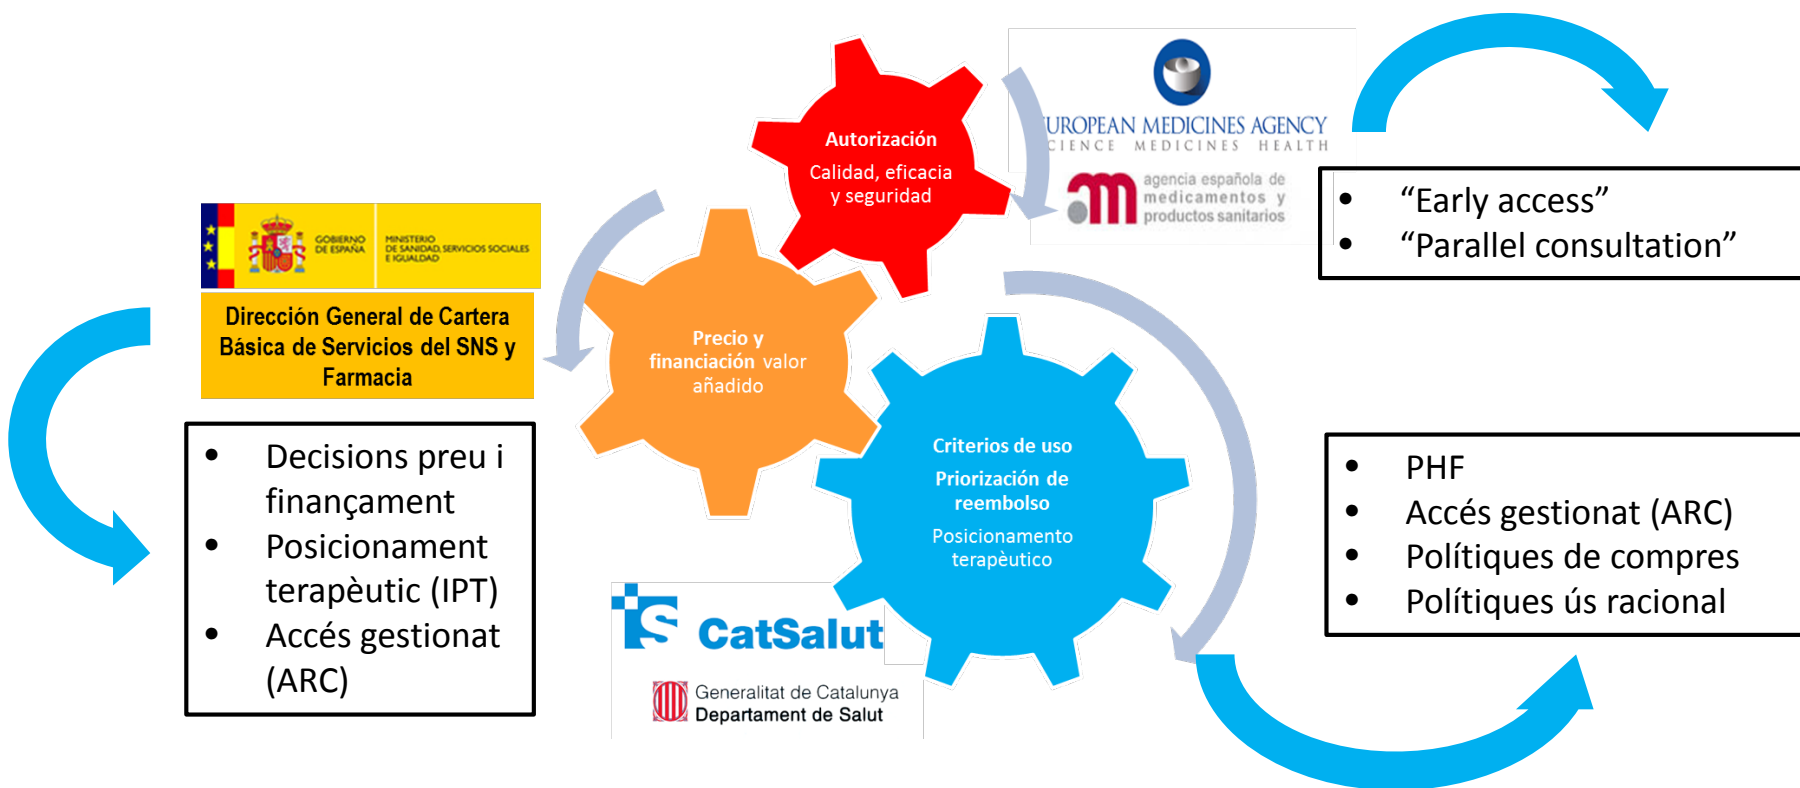 Autorización
Calidad, eficacia
y seguridad
EUROPEAN MEDICINES AGENCY
SCIENCE MEDICINES HEALTH
agencia española de
medicamentos y
productos sanitarios
• “Early access”
• “Parallel consultation”
GOBIERNO
DE ESPAÑA
MINISTERIO
DE SANIDAD, SERVICIOS SOCIALES
E IGUALDAD
Dirección General de Cartera
Básica de Servicios del SNS y
Farmacia
Precio y
financiación valor
añadido
• Decisions preu i
finançament
• Posicionament
terapèutic (IPT)
• Accés gestionat
(ARC)
Criterios de uso
Priorización de
reembolso
Posicionamento
terapèutico
• PHF
• Accés gestionat (ARC)
• Polítiques de compres
• Polítiques ús racional
CatSalut
Generalitat de Catalunya
Departament de Salut